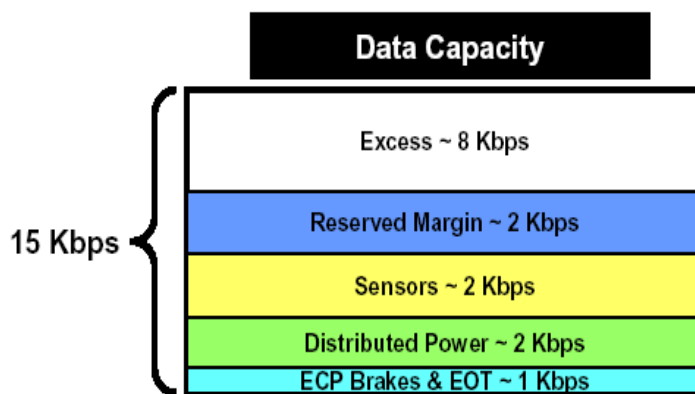 Data Capacity
Excess ~ 8 Kbps
Reserved Margin ~ 2 Kbps
15 Kbps
Sensors ~ 2 Kbps
Distributed Power ~ 2 Kbps
ECP Brakes & EOT ~ 1 Kbps